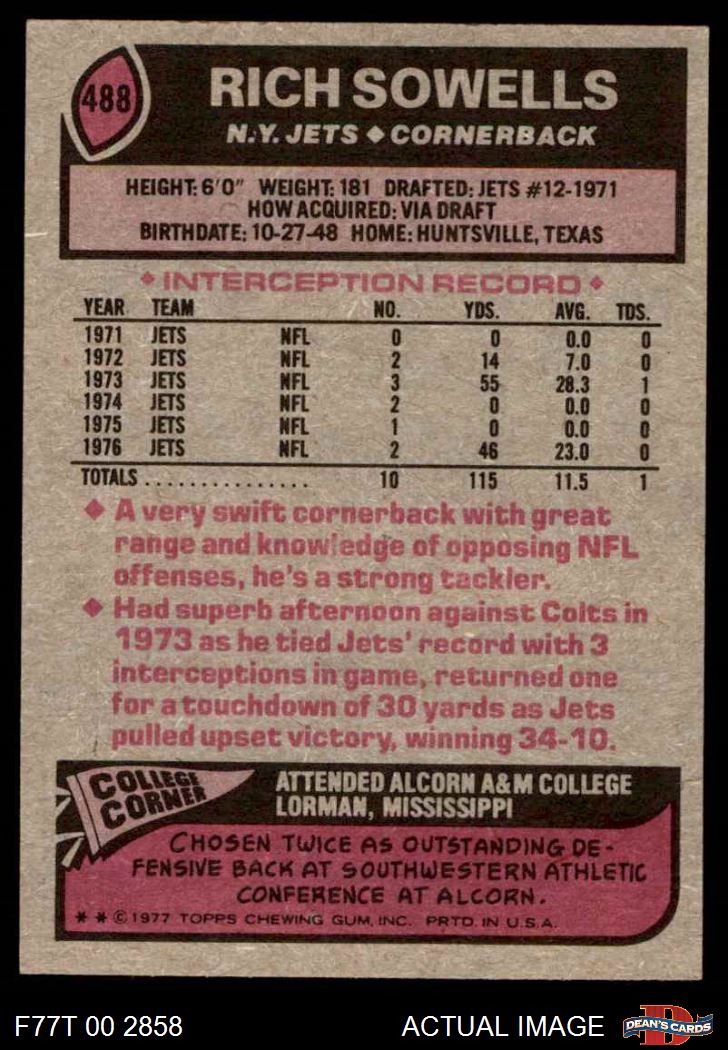 488
RICH SOWELLS
N.Y. JETS ◆ CORNERBACK
HEIGHT: 6'0" WEIGHT: 181 DRAFTED: JETS #12-1971
HOW ACQUIRED: VIA DRAFT
BIRTHDATE: 10-27-48 HOME: HUNTSVILLE, TEXAS
◆ INTERCEPTION RECORD ◆
YEAR TEAM NO. YDS. AVG. TDS.
1971 JETS NFL 0 0 0.0 0
1972 JETS NFL 2 14 7.0 0
1973 JETS NFL 3 55 28.3 1
1974 JETS NFL 2 0 0.0 0
1975 JETS NFL 1 0 0.0 0
1976 JETS NFL 2 46 23.0 0
TOTALS . . . . . . . . . . . . . . . 10 115 11.5 1
◆ A very swift cornerback with great
range and knowledge of opposing NFL
offenses, he's a strong tackler.
◆ Had superb afternoon against Colts in
1973 as he tied Jets' record with 3
interceptions in game, returned one
for a touchdown of 30 yards as Jets
pulled upset victory, winning 34-10.
COLLEGE
CORNER
ATTENDED ALCORN A&M COLLEGE
LORMAN, MISSISSIPPI
CHOSEN TWICE AS OUTSTANDING DE-
FENSIVE BACK AT SOUTHWESTERN ATHLETIC
CONFERENCE AT ALCORN.
* * © 1977 TOPPS CHEWING GUM, INC. PRTD. IN U.S.A.
F77T 00 2858 ACTUAL IMAGE
D
DEAN'S CARDS